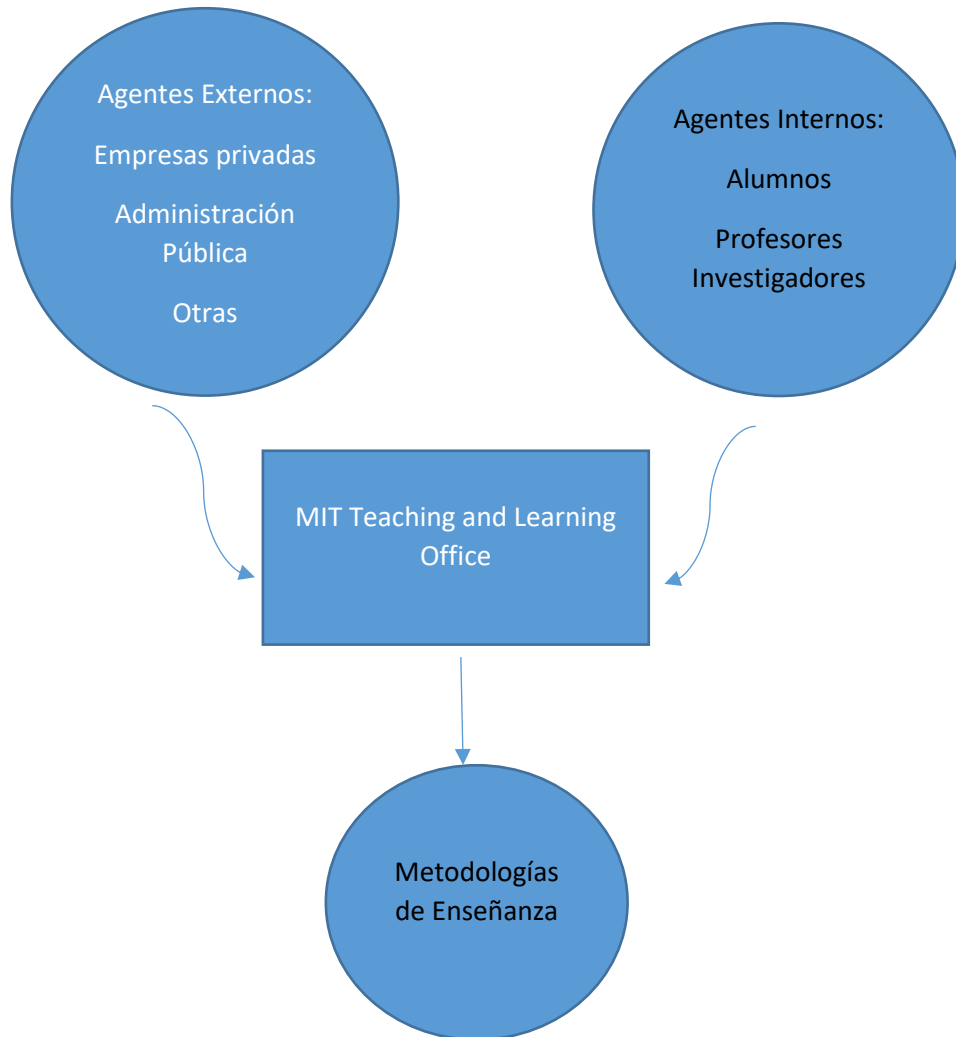 Agentes Externos:
Empresas privadas
Administración
Pública
Otras
Agentes Internos:
Alumnos
Profesores
Investigadores
MIT Teaching and Learning
Office
Metodologías
de Enseñanza